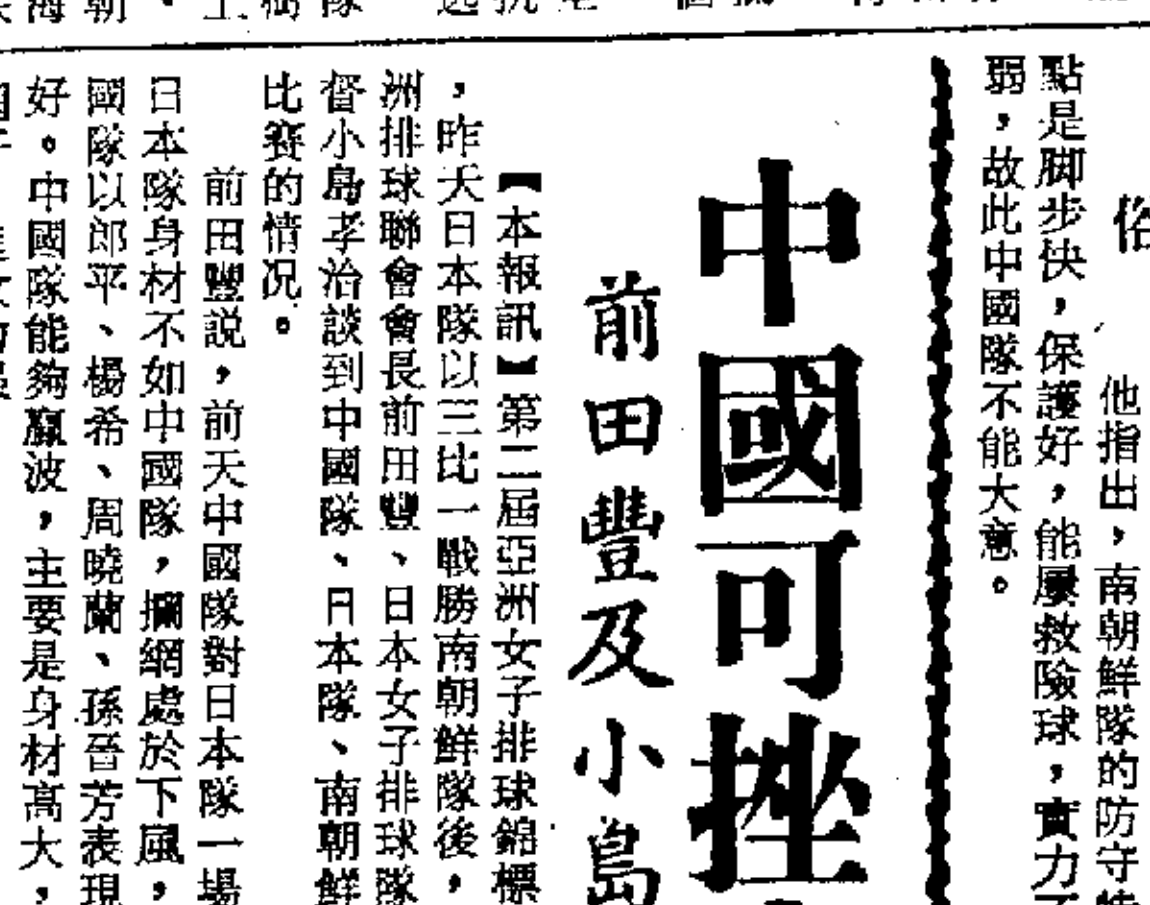 俗
他指出，南朝鮮隊的防守特
點是脚步快，保護好，能屢救險球，實力不
弱，故此中國隊不能大意。
中國可挫
前田豐及小島
【本報訊】第二屆亞洲女子排球錦標
，昨天日本隊以三比一戰勝南朝鮮隊後，
洲排球聯會會長前田豐、日本女子排球隊
督小島孝治談到中國隊、日本隊、南朝鮮
比賽的情况。
前田豐説，前天中國隊對日本隊一場
日本隊身材不如中國隊，攔網處於下風，
國隊以郎平、楊希、周曉蘭、孫晉芳表現
好。中國隊能夠贏波，主要是身材高大，